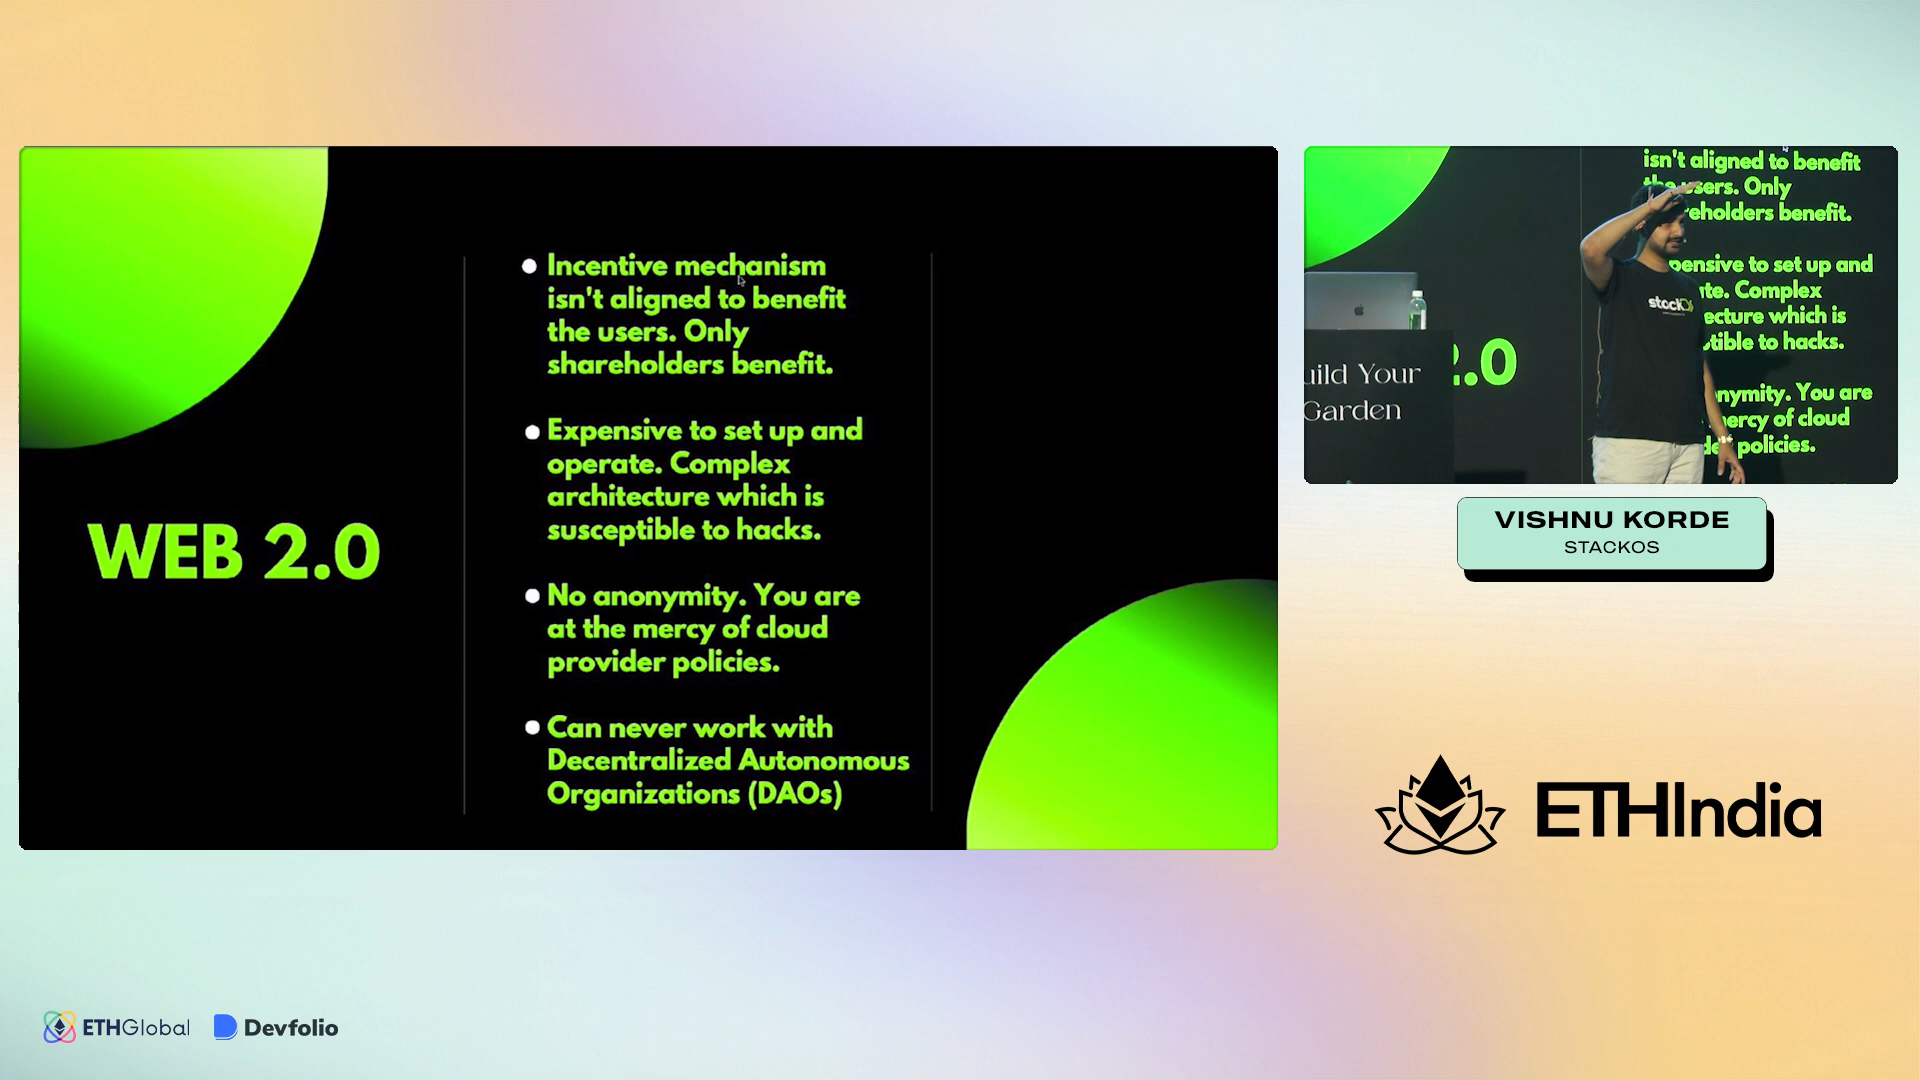 WEB 2.0
Incentive mechanism
isn't aligned to benefit
the users. Only
shareholders benefit.
Expensive to set up and
operate. Complex
architecture which is
susceptible to hacks.
No anonymity. You are
at the mercy of cloud
provider policies.
Can never work with
Decentralized Autonomous
Organizations (DAOs)
isn't aligned to benefit
the users. Only
reholders benefit.
pensive to set up and
te. Complex
ecture which is
tible to hacks.
nymity. You are
ercy of cloud
policies.
2.0
uild Your
Garden
stackOs
VISHNU KORDE
STACKOS
ETHIndia
ETHGlobal
Devfolio